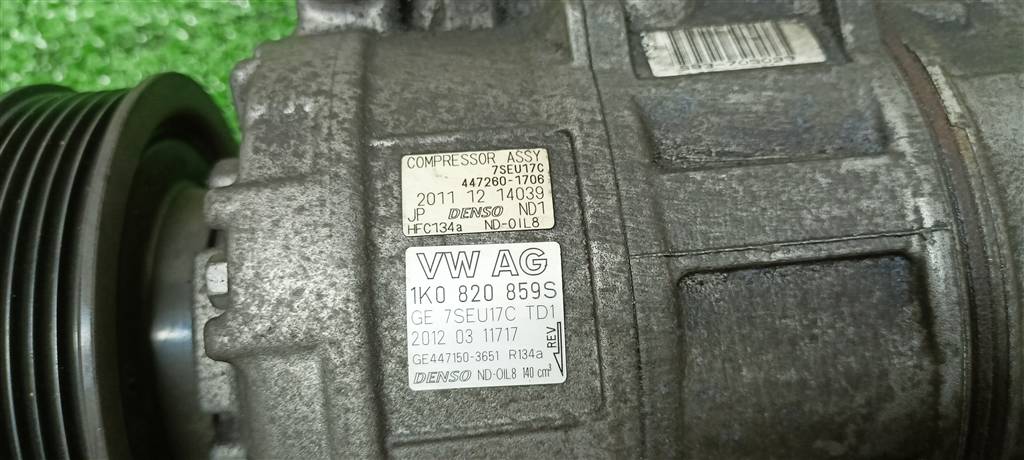 COMPRESSOR ASSY
7SEU17C
447260-1706
2011 12 14039
JP DENSO ND1
HFC134a ND-OIL8
VW AG
1K0 820 859S
GE 7SEU17C TD1
2012 03 11717
GE447150-3651 R134a
REV
DENSO ND-OIL8 140 cm³